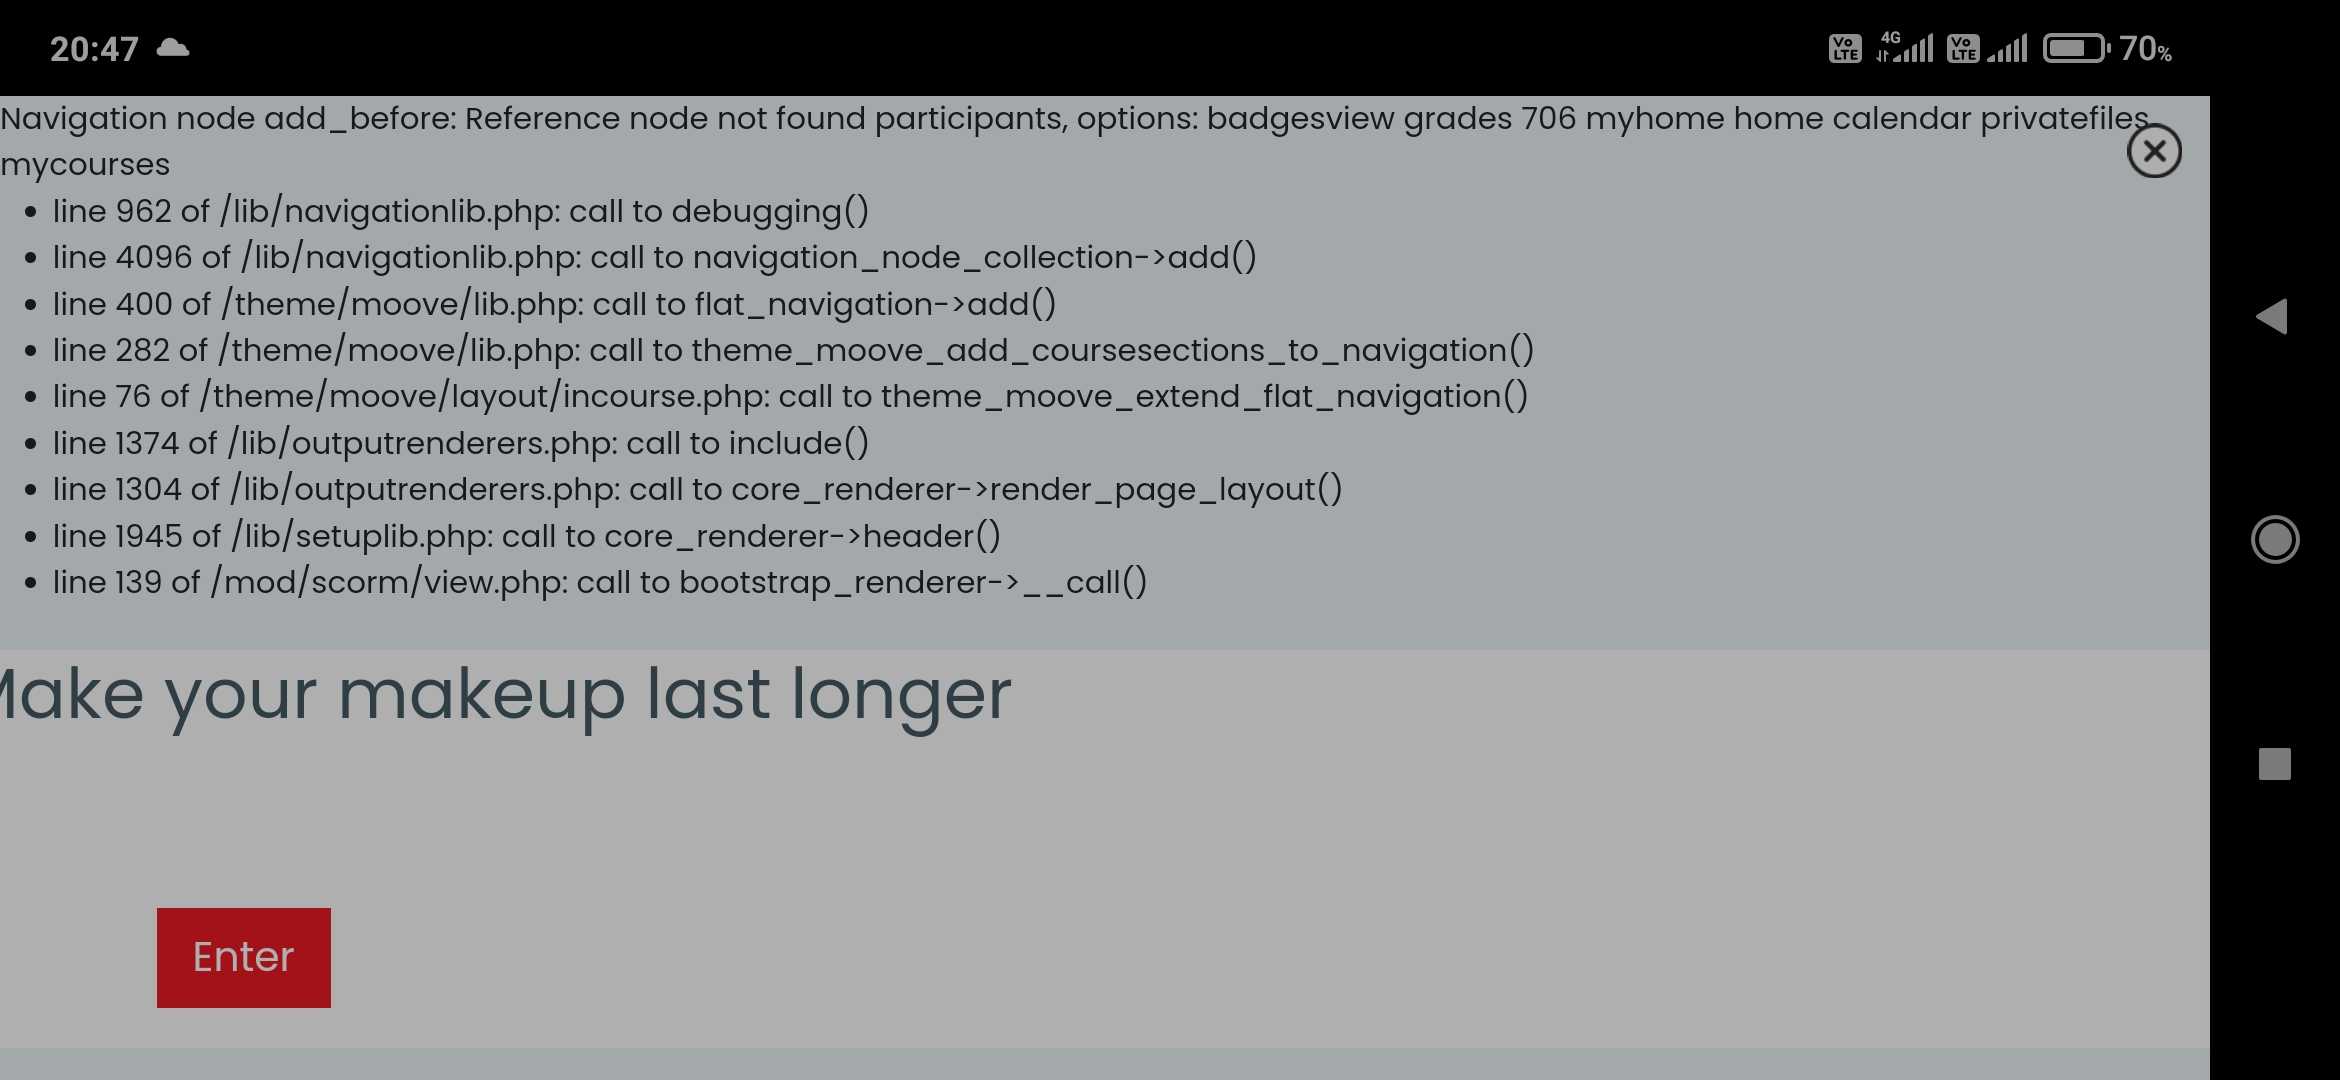 20:47 Vo LTE 4G Vo LTE 70%
Navigation node add_before: Reference node not found participants, options: badgesview grades 706 myhome home calendar privatefiles
mycourses
• line 962 of /lib/navigationlib.php: call to debugging()
• line 4096 of /lib/navigationlib.php: call to navigation_node_collection->add()
• line 400 of /theme/moove/lib.php: call to flat_navigation->add()
• line 282 of /theme/moove/lib.php: call to theme_moove_add_coursesections_to_navigation()
• line 76 of /theme/moove/layout/incourse.php: call to theme_moove_extend_flat_navigation()
• line 1374 of /lib/outputrenderers.php: call to include()
• line 1304 of /lib/outputrenderers.php: call to core_renderer->render_page_layout()
• line 1945 of /lib/setuplib.php: call to core_renderer->header()
• line 139 of /mod/scorm/view.php: call to bootstrap_renderer->__call()
Make your makeup last longer
Enter